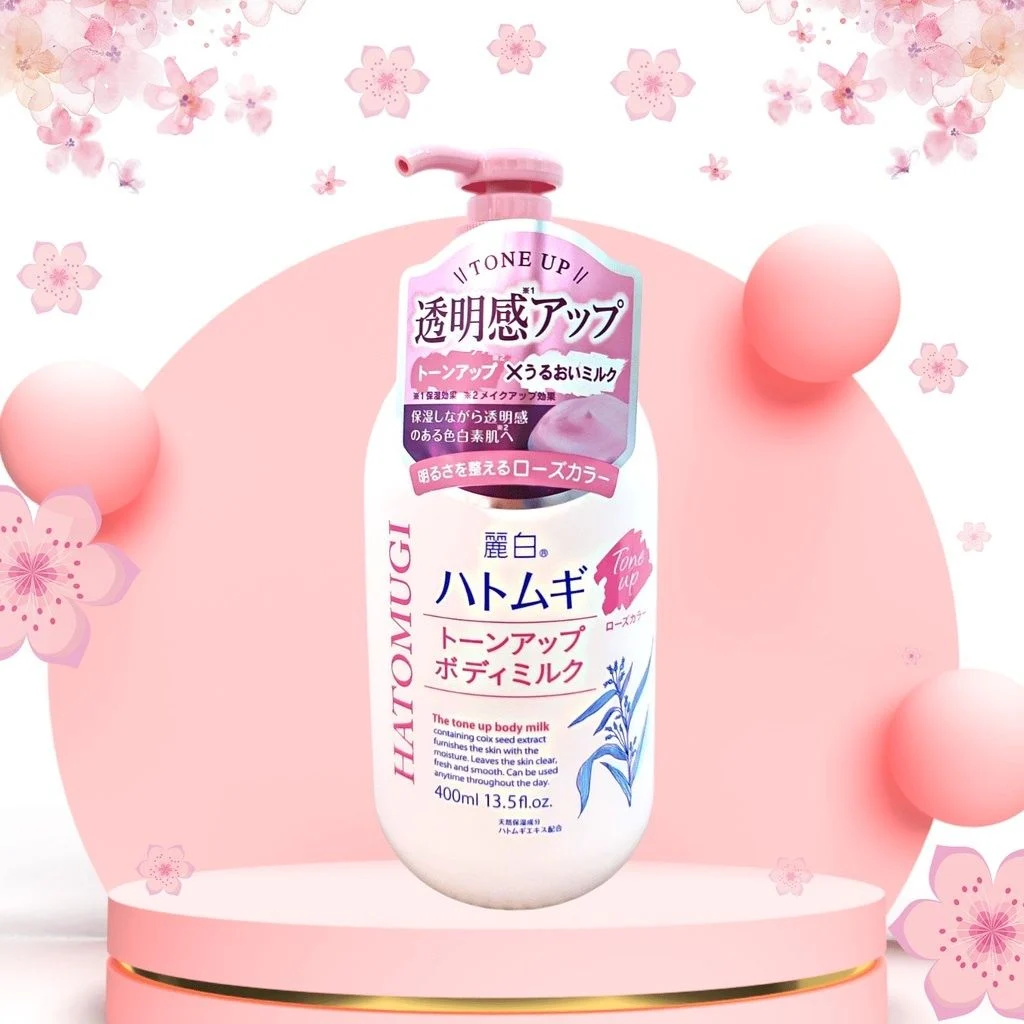 TONE UP
透明感※1アップ
トーンアップ※2×うるおいミルク
※1保湿効果 ※2メイクアップ効果
保湿しながら透明感
のある色白素肌※2へ
明るさを整えるローズカラー
麗白®
ハトムギ
トーンアップ
ボディミルク
HATOMUGI
Tone
up
ローズカラー
The tone up body milk
containing coix seed extract
furnishes the skin with the
moisture. Leaves the skin clear,
fresh and smooth. Can be used
anytime throughout the day.
400ml 13.5fl.oz.
天然保湿成分
ハトムギエキス配合